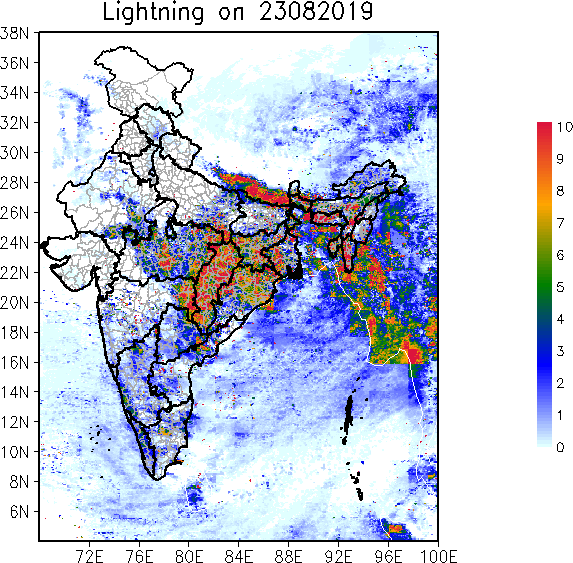 Lightning on 23082019
38N
36N
34N
32N
30N
28N
26N
24N
22N
20N
18N
16N
14N
12N
10N
8N
6N
72E 76E 80E 84E 88E 92E 96E 100E
10
9
8
7
6
5
4
3
2
1
0